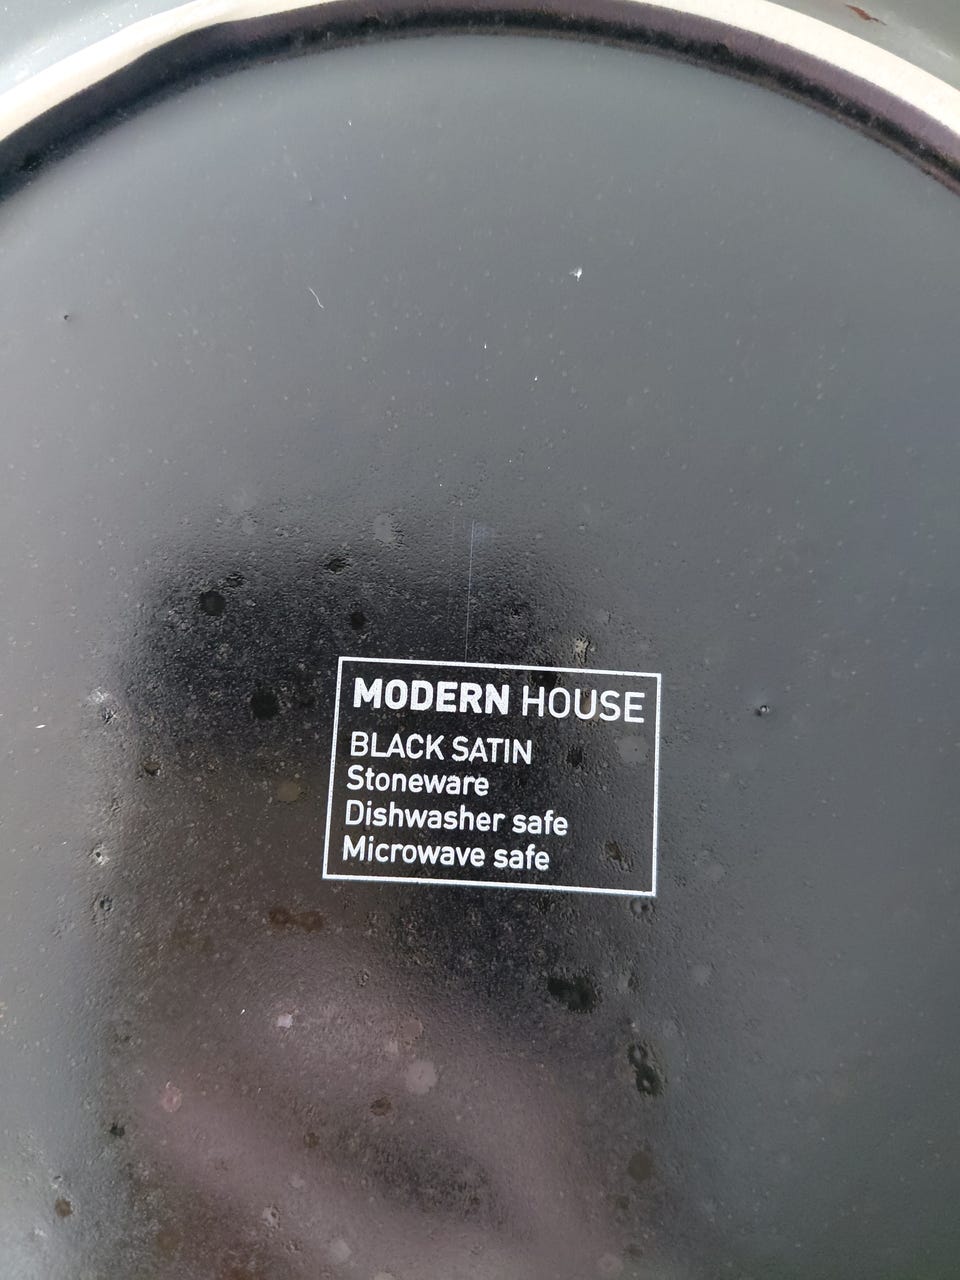 MODERN HOUSE
BLACK SATIN
Stoneware
Dishwasher safe
Microwave safe